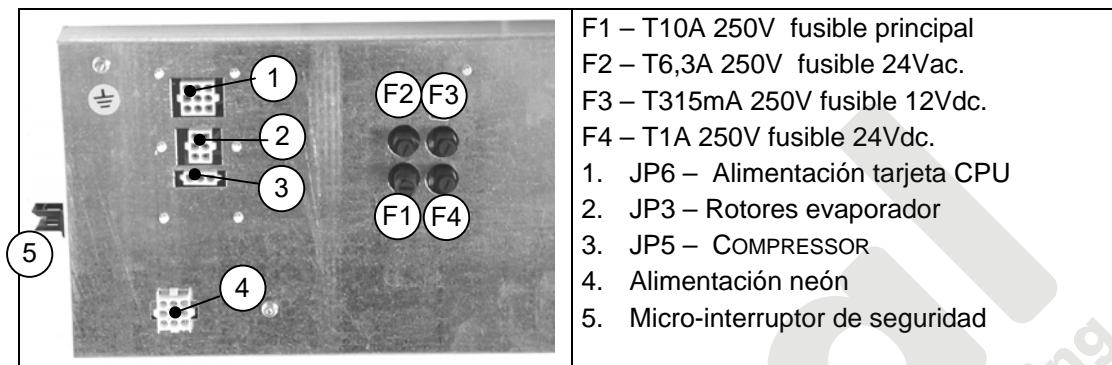 1
2
3
4
5
F2 F3
F1 F4
F1 – T10A 250V fusible principal
F2 – T6,3A 250V fusible 24Vac.
F3 – T315mA 250V fusible 12Vdc.
F4 – T1A 250V fusible 24Vdc.
1. JP6 – Alimentación tarjeta CPU
2. JP3 – Rotores evaporador
3. JP5 – COMPRESSOR
4. Alimentación neón
5. Micro-interruptor de seguridad